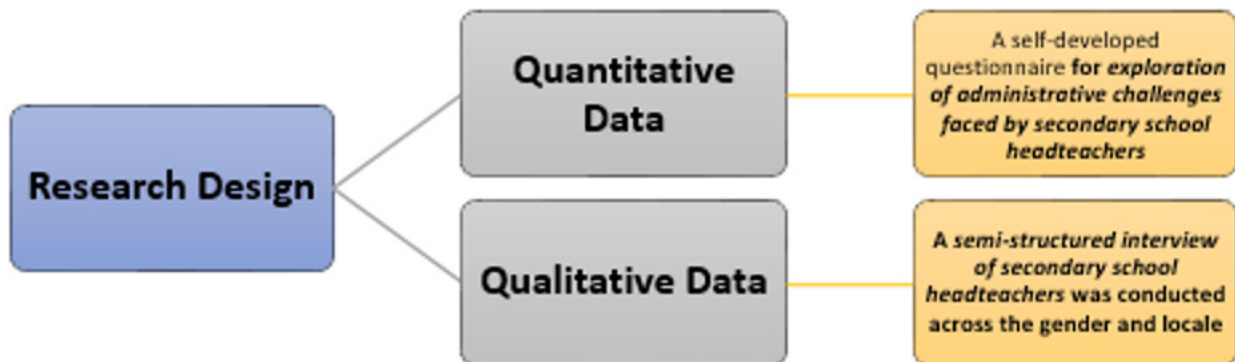 Research Design
Quantitative
Data
A self-developed
questionnaire for exploration
of administrative challenges
faced by secondary school
headteachers
Qualitative Data
A semi-structured interview
of secondary school
headteachers was conducted
across the gender and locale